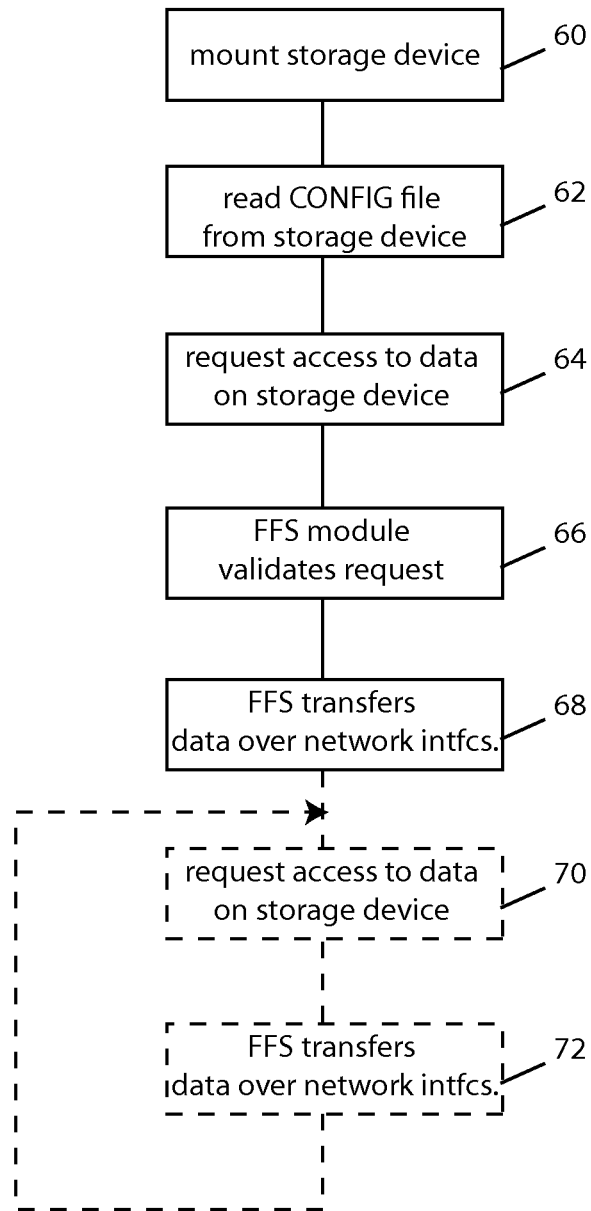 mount storage device
60
read CONFIG file
from storage device
62
request access to data
on storage device
64
FFS module
validates request
66
FFS transfers
data over network intfcs.
68
request access to data
on storage device
70
FFS transfers
data over network intfcs.
72